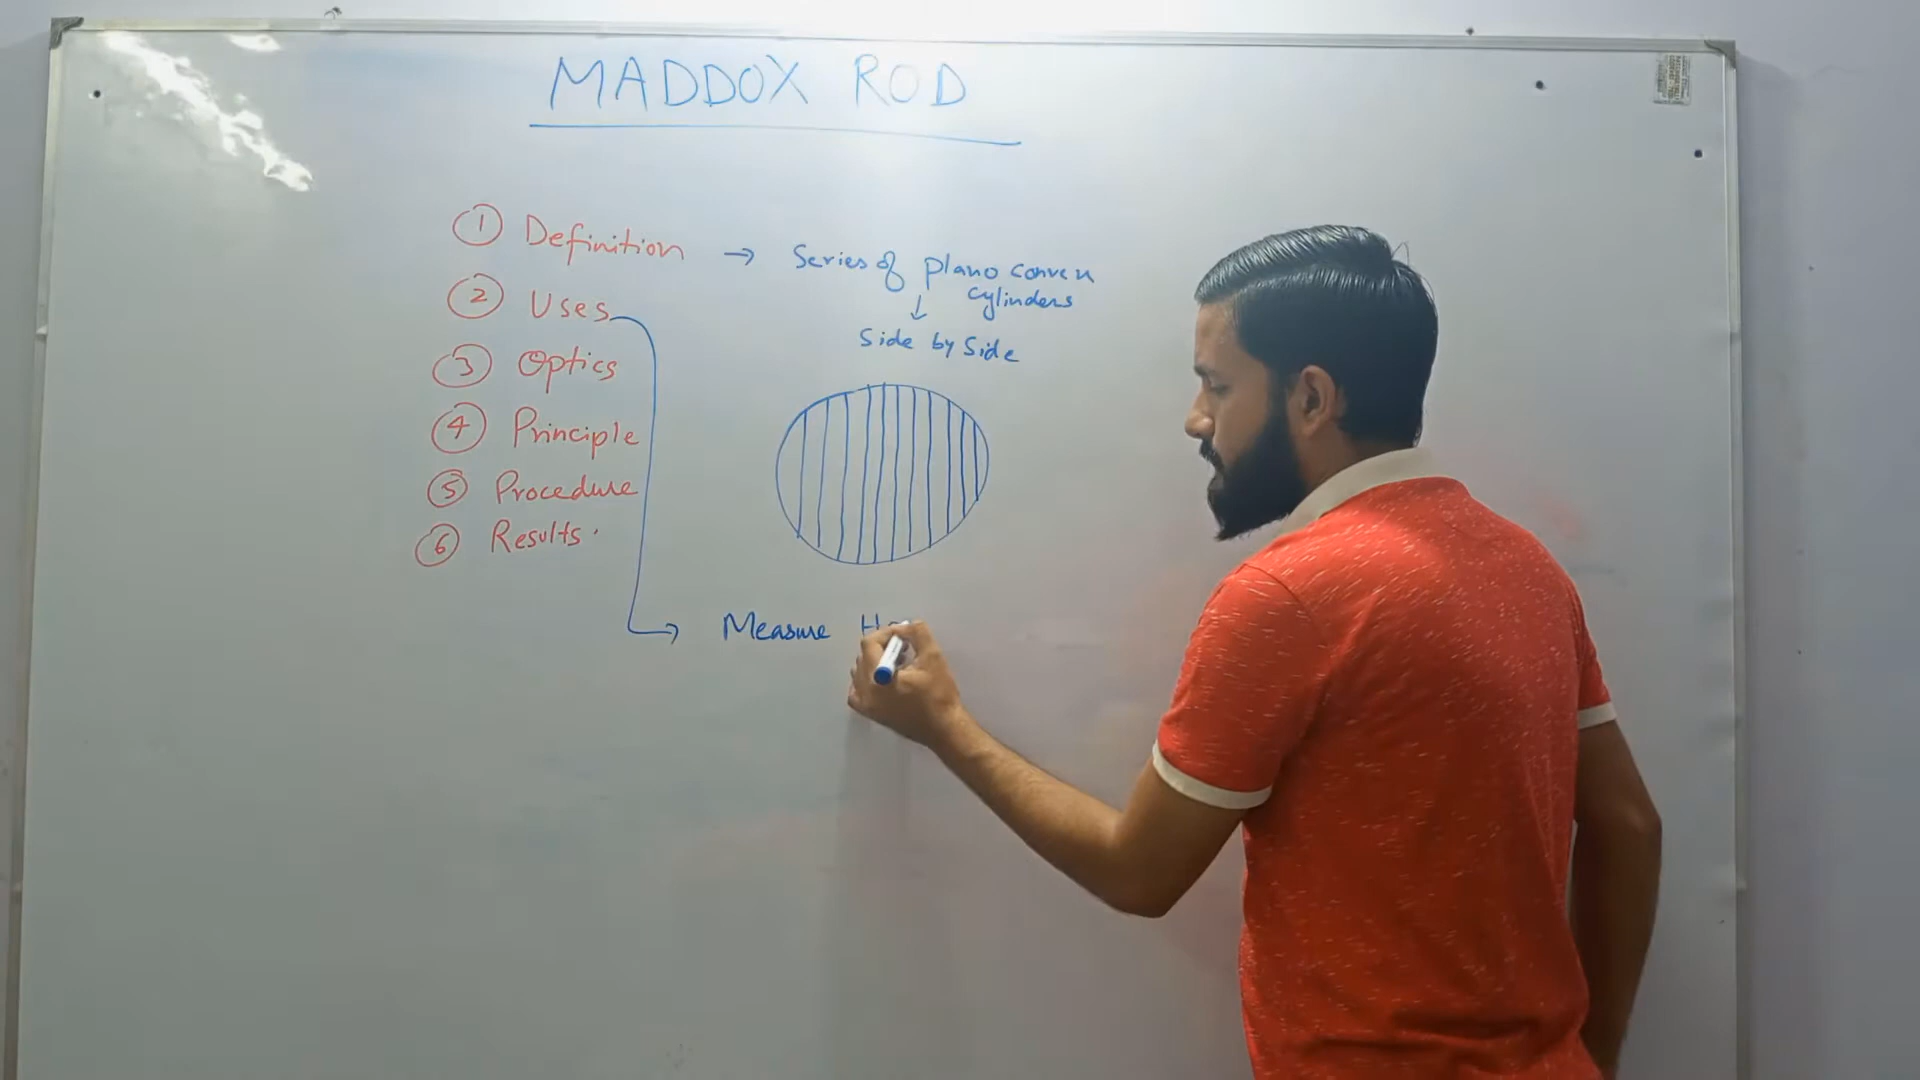 MADDOX ROD
1 Definition → Series of plano conven
cylinders
↓
Side by Side
2 Uses
3 Optics
4 Principle
5 Procedure
6 Results.
→ Measure